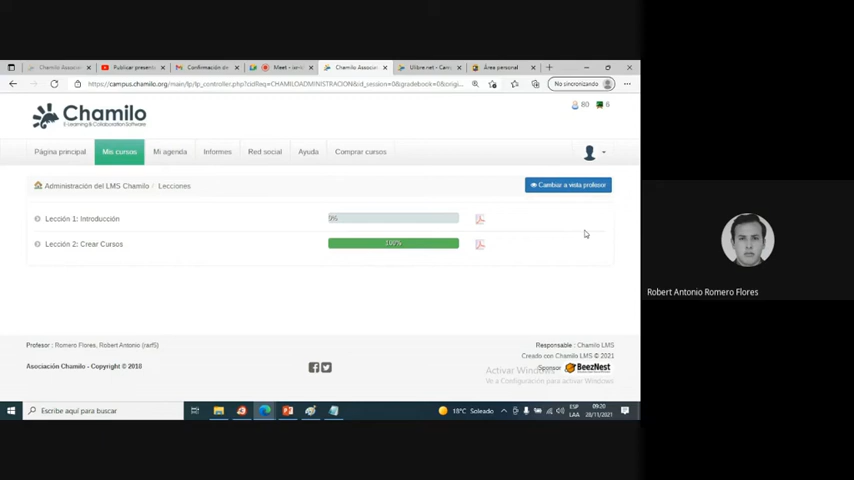 Chamilo Associac
Publicar present
Confirmación de
Meet - iseni
Chamilo Associac
Ulibre net - Cam
Área personal
https://campus.chamilo.org/main/lp/lp_controller.php?cidReq=CHAMILOADMINISTRACION&id_session=0&gradebook=0&origi...
No sincronizando
Chamilo
E-Learning & Collaboration Software
80
6
Página principal
Mis cursos
Mi agenda
Informes
Red social
Ayuda
Comprar cursos
Administración del LMS Chamilo / Lecciones
Cambiar a vista profesor
Lección 1: Introducción
0%
Lección 2: Crear Cursos
100%
Robert Antonio Romero Flores
Profesor : Romero Flores, Robert Antonio (rarf5)
Responsable : Chamilo LMS
Creado con Chamilo LMS © 2021
Asociación Chamilo - Copyright © 2018
Sponsor BeezNest
Activar Windows
Ve a Configuración para activar Windows
Escribe aquí para buscar
18°C Soleado
ESP
LAA
09:20
28/11/2021